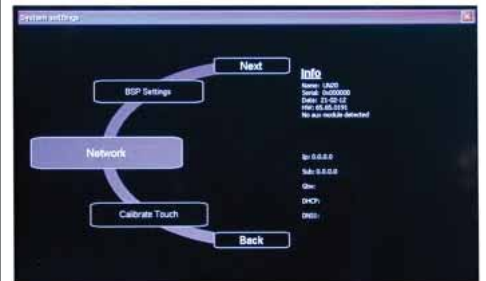 System settings
Next
BSP Settings
Network
Calibrate Touch
Back
Info
Name: UN20
Serial: 0x000000
Date: 21-02-12
HW: 65.65.0191
No aux module detected
Ip: 0.0.0.0
Sub: 0.0.0.0
Gtw:
DHCP:
DNS1: